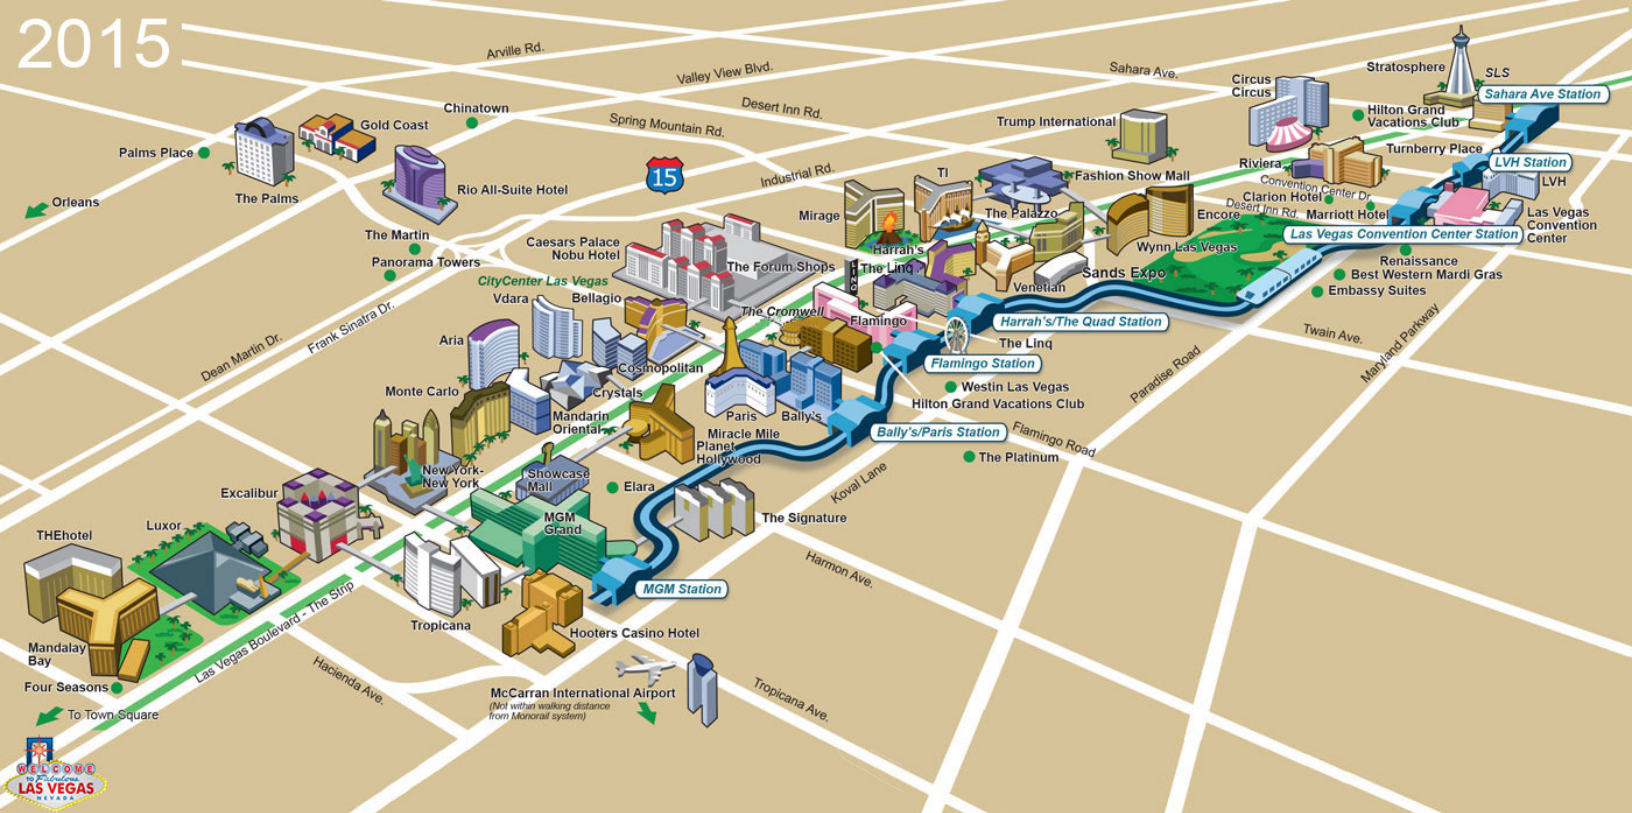 2015
Arville Rd.
Valley View Blvd.
Sahara Ave.
Stratosphere
SLS
Sahara Ave Station
Circus
Circus
Desert Inn Rd.
Spring Mountain Rd.
Chinatown
Gold Coast
Palms Place
The Palms
Rio All-Suite Hotel
Orleans
15
Industrial Rd.
Trump International
Hilton Grand
Vacations Club
Turnberry Place
LVH Station
LVH
Riviera
Convention Center Dr.
Clarion Hotel
Desert Inn Rd.
Marriott Hotel
Las Vegas
Convention
Center
Las Vegas Convention Center Station
TI
Fashion Show Mall
Mirage
The Palazzo
Encore
Wynn Las Vegas
Harrah's
The Linq
LINQ
Sands Expo
Venetian
Renaissance
Best Western Mardi Gras
Embassy Suites
The Martin
Panorama Towers
Caesars Palace
Nobu Hotel
The Forum Shops
CityCenter Las Vegas
Vdara
Bellagio
The Cromwell
Flamingo
Harrah's/The Quad Station
The Linq
Twain Ave.
Maryland Parkway
Paradise Road
Dean Martin Dr.
Frank Sinatra Dr.
Aria
Cosmopolitan
Flamingo Station
Westin Las Vegas
Hilton Grand Vacations Club
Monte Carlo
Crystals
Mandarin
Oriental
Paris
Bally's
Bally's/Paris Station
Flamingo Road
The Platinum
Miracle Mile
Planet
Hollywood
New York-
New York
Showcase
Mall
Elara
Koval Lane
Excalibur
MGM
Grand
The Signature
Luxor
THEhotel
Harmon Ave.
MGM Station
Tropicana
Hooters Casino Hotel
Las Vegas Boulevard - The Strip
Mandalay
Bay
Four Seasons
To Town Square
Hacienda Ave.
McCarran International Airport
(Not within walking distance
from Monorail system)
Tropicana Ave.
WELCOME
TO Fabulous
LAS VEGAS
NEVADA